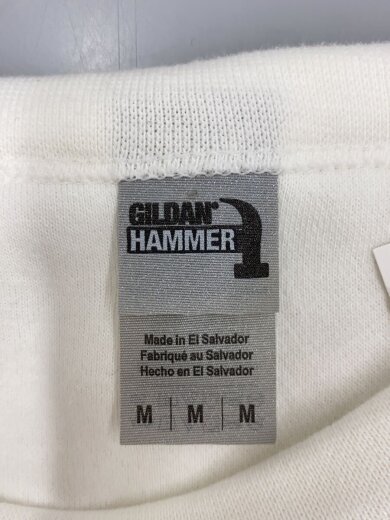 GILDAN®
HAMMER
Made in El Salvador
Fabriqué au Salvador
Hecho en El Salvador
M | M | M